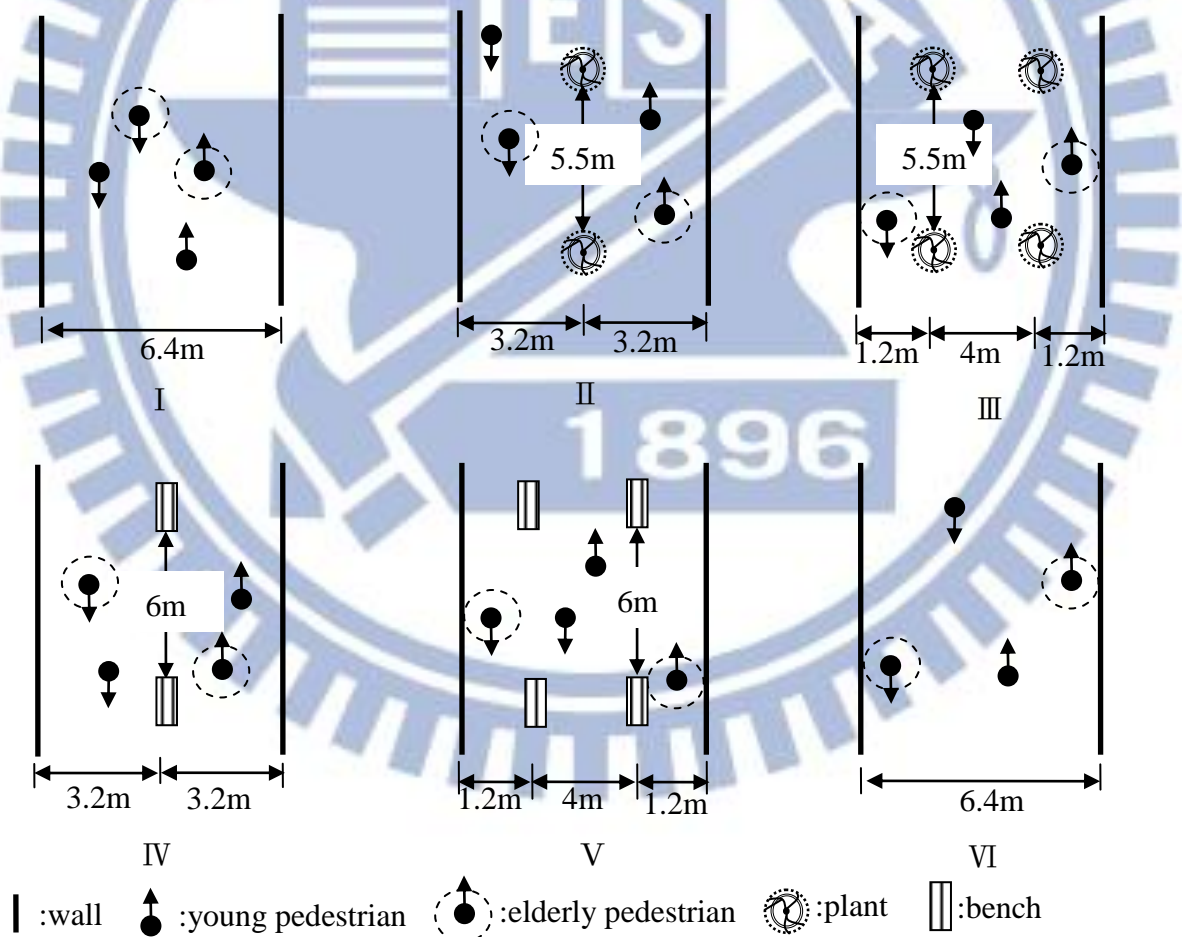 E S A
5.5m
5.5m
6.4m
3.2m 3.2m
1.2m 4m 1.2m
Ⅰ
Ⅱ
Ⅲ
1896
6m
6m
3.2m 3.2m
1.2m 4m 1.2m
6.4m
Ⅳ
Ⅴ
Ⅵ
:wall :young pedestrian :elderly pedestrian :plant :bench